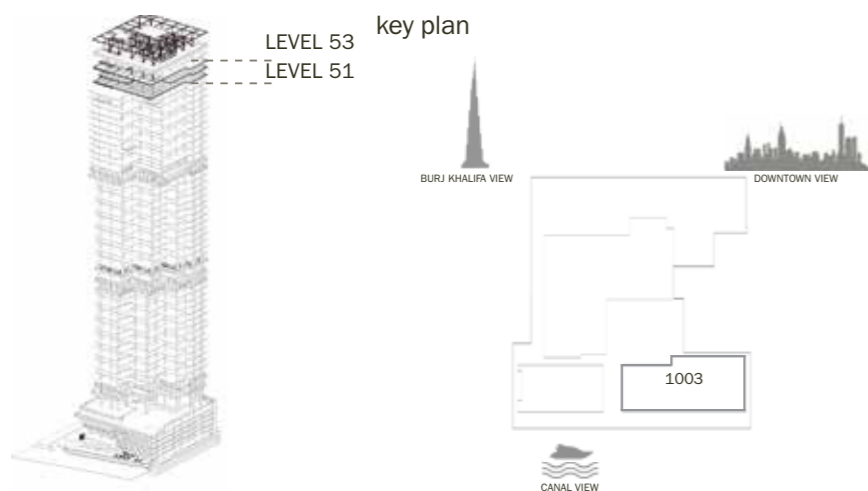 key plan
LEVEL 53
LEVEL 51
BURJ KHALIFA VIEW
DOWNTOWN VIEW
1003
CANAL VIEW